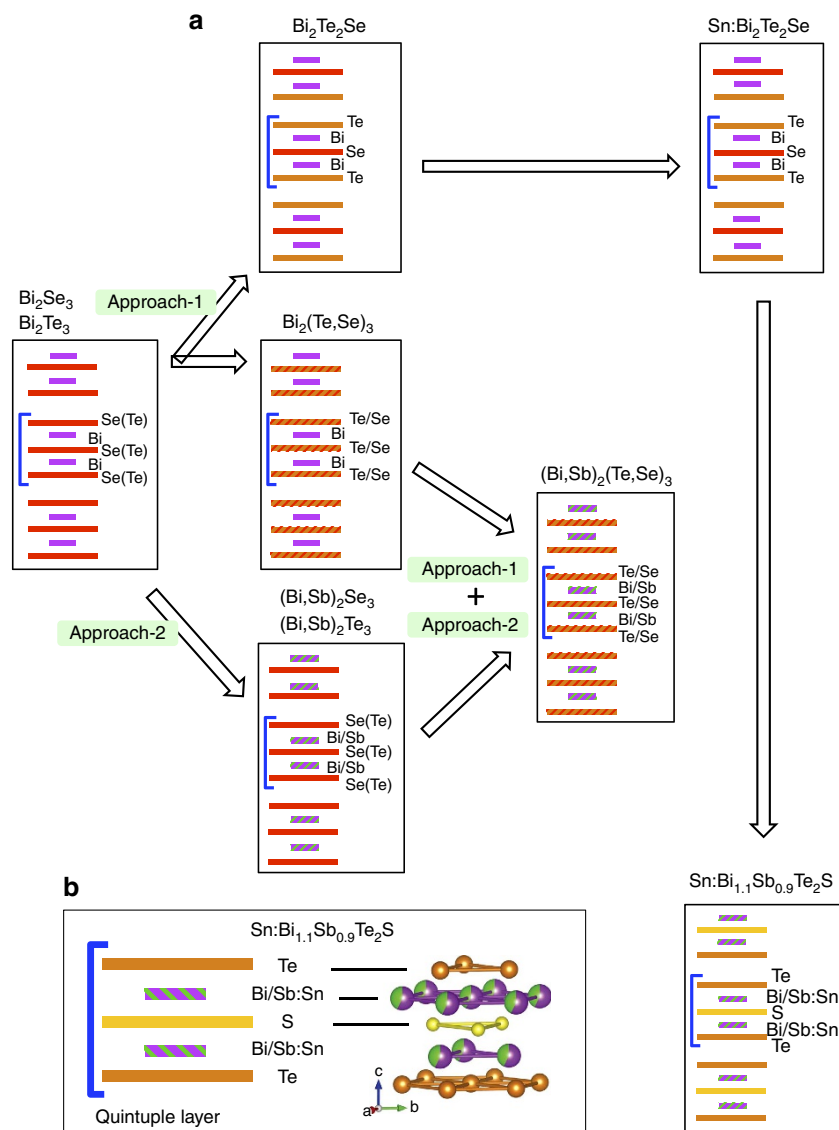 a
Bi₂Te₂Se
Te
Bi
Se
Bi
Te
Sn:Bi₂Te₂Se
Te
Bi
Se
Bi
Te
Approach-1
Bi₂Se₃
Bi₂Te₃
Se(Te)
Bi
Se(Te)
Bi
Se(Te)
Bi₂(Te,Se)₃
Te/Se
Bi
Te/Se
Bi
Te/Se
Approach-2
(Bi,Sb)₂Se₃
(Bi,Sb)₂Te₃
Se(Te)
Bi/Sb
Se(Te)
Bi/Sb
Se(Te)
Approach-1
+
Approach-2
(Bi,Sb)₂(Te,Se)₃
Te/Se
Bi/Sb
Te/Se
Bi/Sb
Te/Se
Sn:Bi₁.₁Sb₀.₉Te₂S
Te
Bi/Sb:Sn
S
Bi/Sb:Sn
Te
b
Sn:Bi₁.₁Sb₀.₉Te₂S
Te
Bi/Sb:Sn
S
Bi/Sb:Sn
Te
Quintuple layer
c
a
b